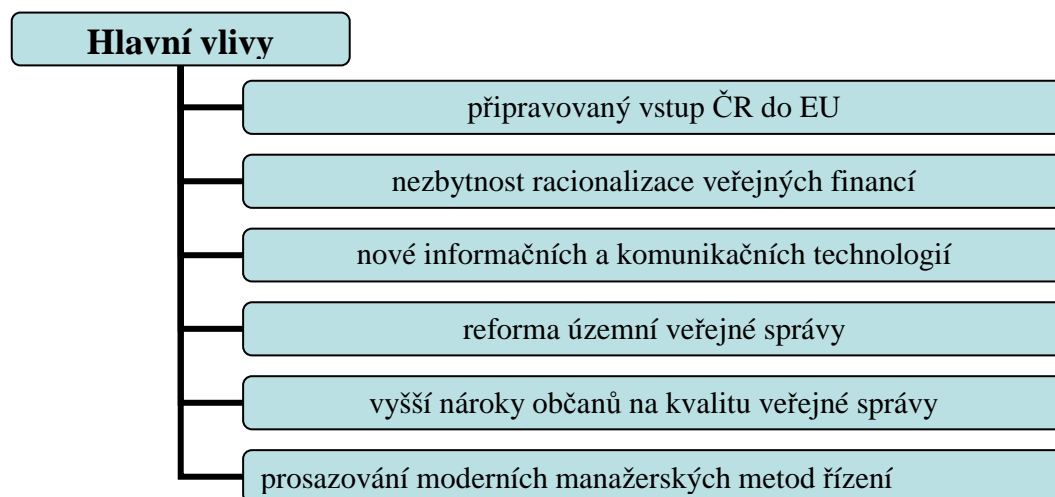 Hlavní vlivy
připravovaný vstup ČR do EU
nezbytnost racionalizace veřejných financí
nové informačních a komunikačních technologií
reforma územní veřejné správy
vyšší nároky občanů na kvalitu veřejné správy
prosazování moderních manažerských metod řízení